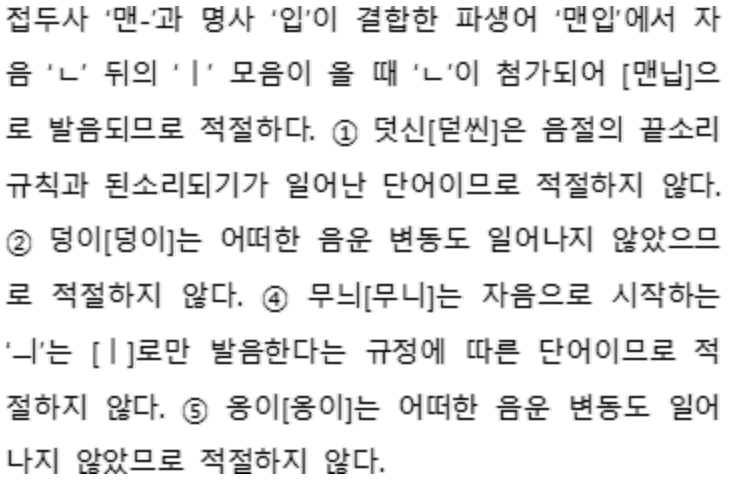 접두사 ‘맨-’과 명사 ‘입’이 결합한 파생어 ‘맨입’에서 자
음 ‘ㄴ’ 뒤의 ‘ㅣ’ 모음이 올 때 ‘ㄴ’이 첨가되어 [맨닙]으
로 발음되므로 적절하다. ① 덧신[덛씬]은 음절의 끝소리
규칙과 된소리되기가 일어난 단어이므로 적절하지 않다.
② 덩이[덩이]는 어떠한 음운 변동도 일어나지 않았으므
로 적절하지 않다. ④ 무늬[무니]는 자음으로 시작하는
‘ㅢ’는 [ㅣ]로만 발음한다는 규정에 따른 단어이므로 적
절하지 않다. ⑤ 옹이[옹이]는 어떠한 음운 변동도 일어
나지 않았므로 적절하지 않다.